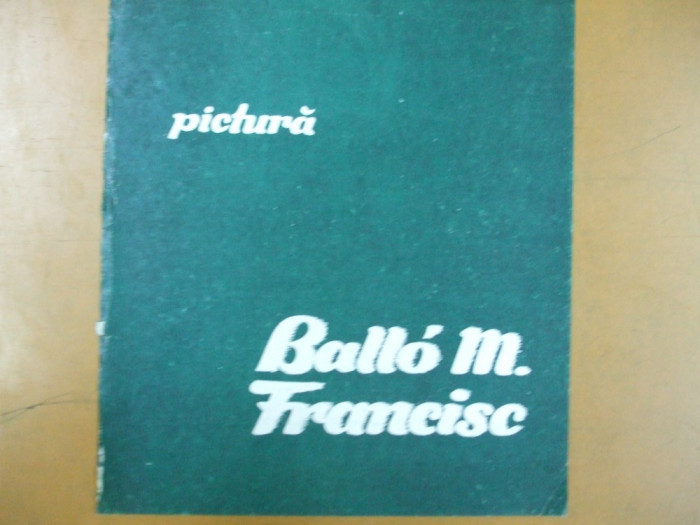 pictură
Balló M.
Francisc